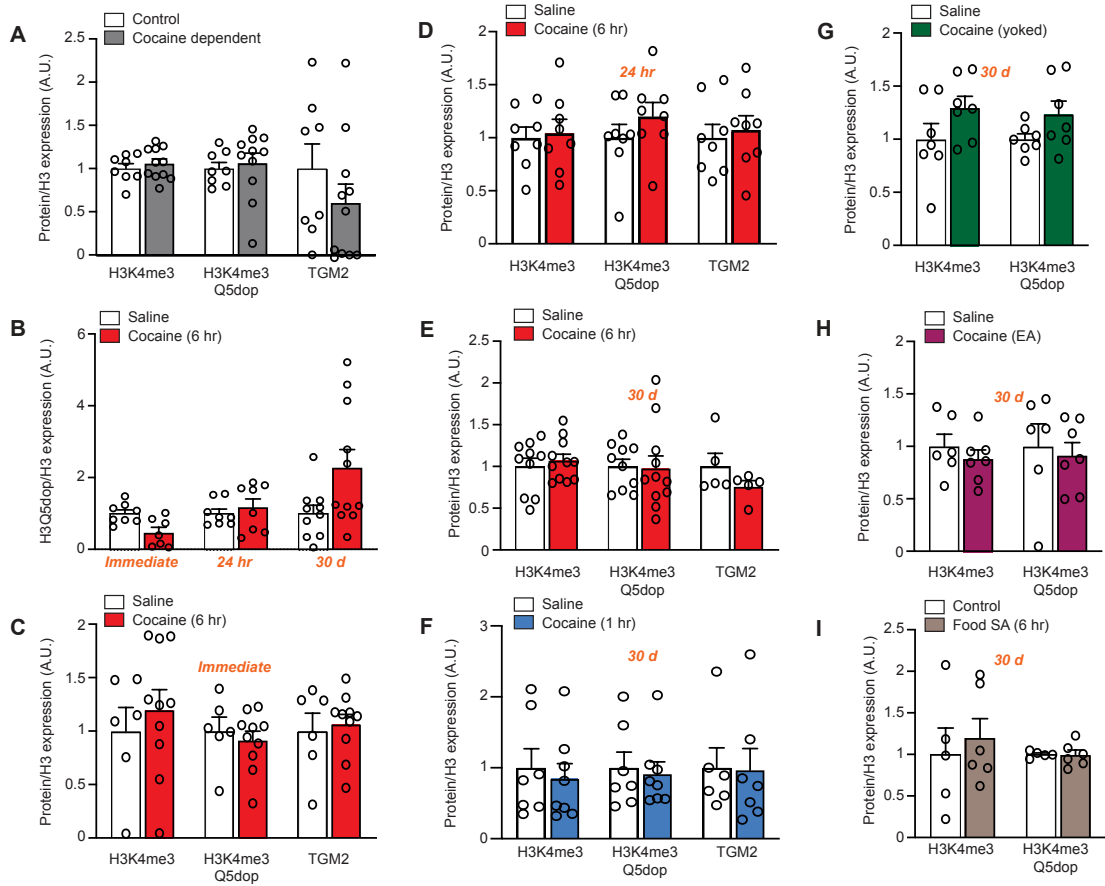 A
Control
Cocaine dependent
Protein/H3 expression (A.U.)
2.5
2
1.5
1
0.5
0
H3K4me3
H3K4me3
Q5dop
TGM2
B
Saline
Cocaine (6 hr)
H3Q5dop/H3 expression (A.U.)
6
4
2
0
Immediate
24 hr
30 d
C
Saline
Cocaine (6 hr)
Protein/H3 expression (A.U.)
2
1.5
1
0.5
0
Immediate
H3K4me3
H3K4me3
Q5dop
TGM2
D
Saline
Cocaine (6 hr)
Protein/H3 expression (A.U.)
2
1.5
1
0.5
0
24 hr
H3K4me3
H3K4me3
Q5dop
TGM2
E
Saline
Cocaine (6 hr)
Protein/H3 expression (A.U.)
2.5
2
1.5
1
0.5
0
30 d
H3K4me3
H3K4me3
Q5dop
TGM2
F
Saline
Cocaine (1 hr)
Protein/H3 expression (A.U.)
3
2
1
0
30 d
H3K4me3
H3K4me3
Q5dop
TGM2
G
Saline
Cocaine (yoked)
Protein/H3 expression (A.U.)
2
1.5
1
0.5
0
30 d
H3K4me3
H3K4me3
Q5dop
H
Saline
Cocaine (EA)
Protein/H3 expression (A.U.)
2
1.5
1
0.5
0
30 d
H3K4me3
H3K4me3
Q5dop
I
Control
Food SA (6 hr)
Protein/H3 expression (A.U.)
2.5
2
1.5
1
0.5
0
30 d
H3K4me3
H3K4me3
Q5dop